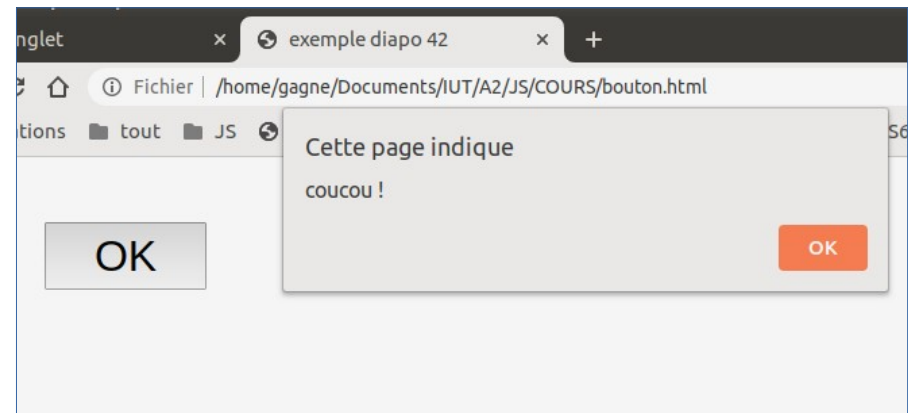 nglet × exemple diapo 42 × +
Fichier | /home/gagne/Documents/IUT/A2/JS/COURS/bouton.html
tions tout JS S6
Cette page indique
coucou !
OK
OK